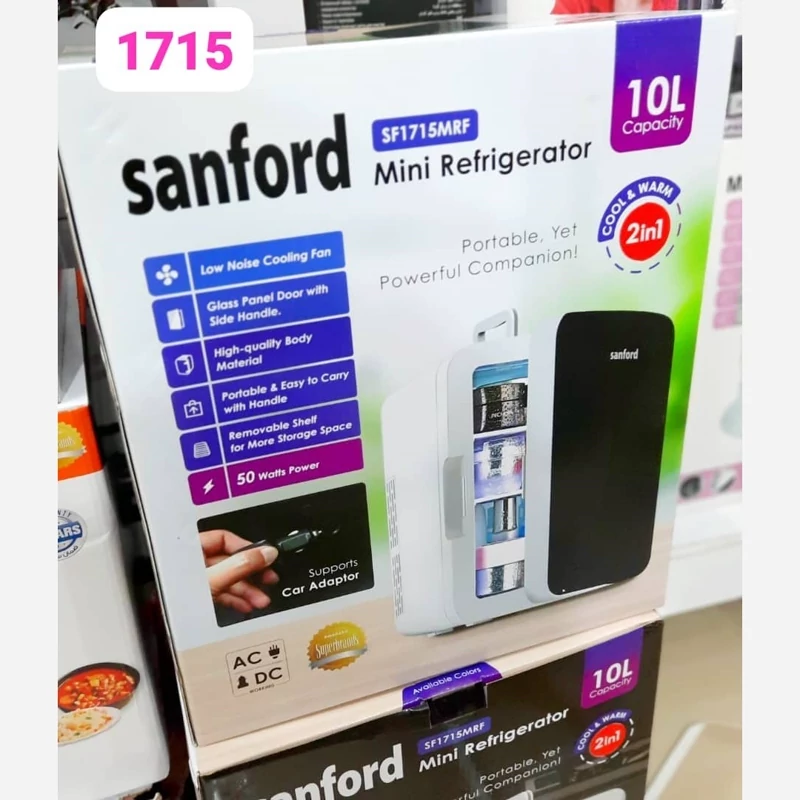 1715
sanford
SF1715MRF
Mini Refrigerator
10L
Capacity
COOL & WARM
2in1
Portable, Yet
Powerful Companion!
Low Noise Cooling Fan
Glass Panel Door with
Side Handle.
High-quality Body
Material
Portable & Easy to Carry
with Handle
Removable Shelf
for More Storage Space
50 Watts Power
sanford
Supports
Car Adaptor
AC
DC
WORKING
Superbrands
Available Colors
10L
Capacity
SF1715MRF
Mini Refrigerator
COOL & WARM
2in1
sanford
Portable, Yet
Powerful Companion!